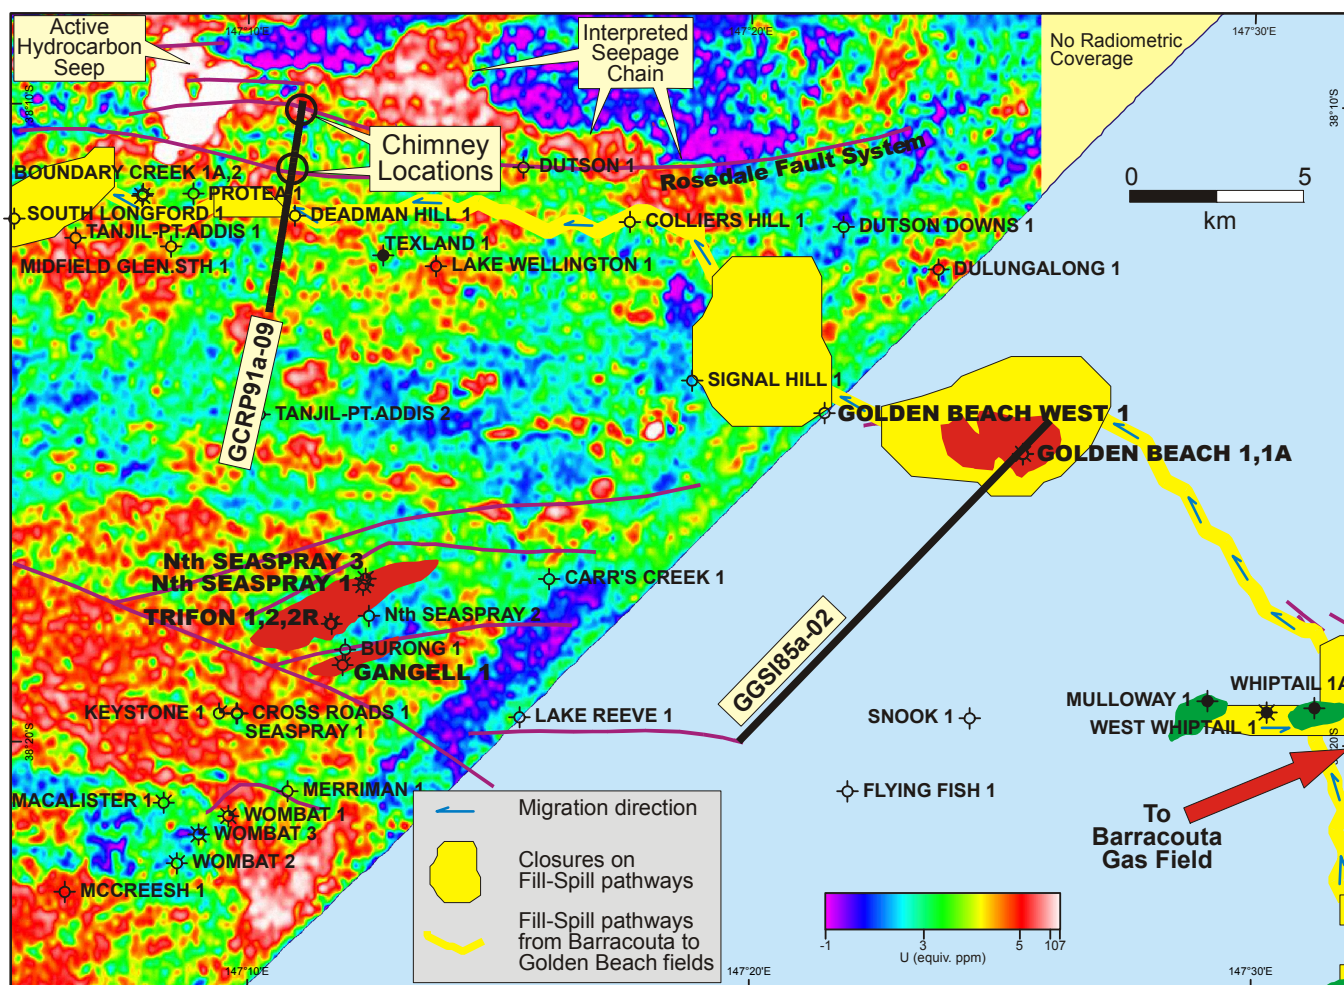 147°10'E
147°20'E
147°30'E
Active
Hydrocarbon
Seep
Interpreted
Seepage
Chain
No Radiometric
Coverage
38°10'S
38°10'S
Chimney
Locations
DUTSON 1
Rosedale Fault System
0
5
km
BOUNDARY CREEK 1A,2
PROTEA 1
SOUTH LONGFORD 1
DEADMAN HILL 1
COLLIERS HILL 1
DUTSON DOWNS 1
TANJIL-PT.ADDIS 1
TEXLAND 1
MIDFIELD GLEN.STH 1
LAKE WELLINGTON 1
DULUNGALONG 1
GCRP91a-09
SIGNAL HILL 1
TANJIL-PT.ADDIS 2
GOLDEN BEACH WEST 1
GOLDEN BEACH 1,1A
Nth SEASPRAY 3
Nth SEASPRAY 1
CARR'S CREEK 1
TRIFON 1,2,2R
Nth SEASPRAY 2
BURONG 1
GANGELL 1
GGSI85a-02
KEYSTONE 1
CROSS ROADS 1
SEASPRAY 1
LAKE REEVE 1
SNOOK 1
MULLOWAY 1
WHIPTAIL 1A
WEST WHIPTAIL 1
38°20'S
MACALISTER 1
MERRIMAN 1
WOMBAT 1
WOMBAT 3
WOMBAT 2
MCCREESH 1
FLYING FISH 1
To
Barracouta
Gas Field
Migration direction
Closures on
Fill-Spill pathways
Fill-Spill pathways
from Barracouta to
Golden Beach fields
-1
3
5
107
U (equiv. ppm)
147°10'E
147°20'E
147°30'E